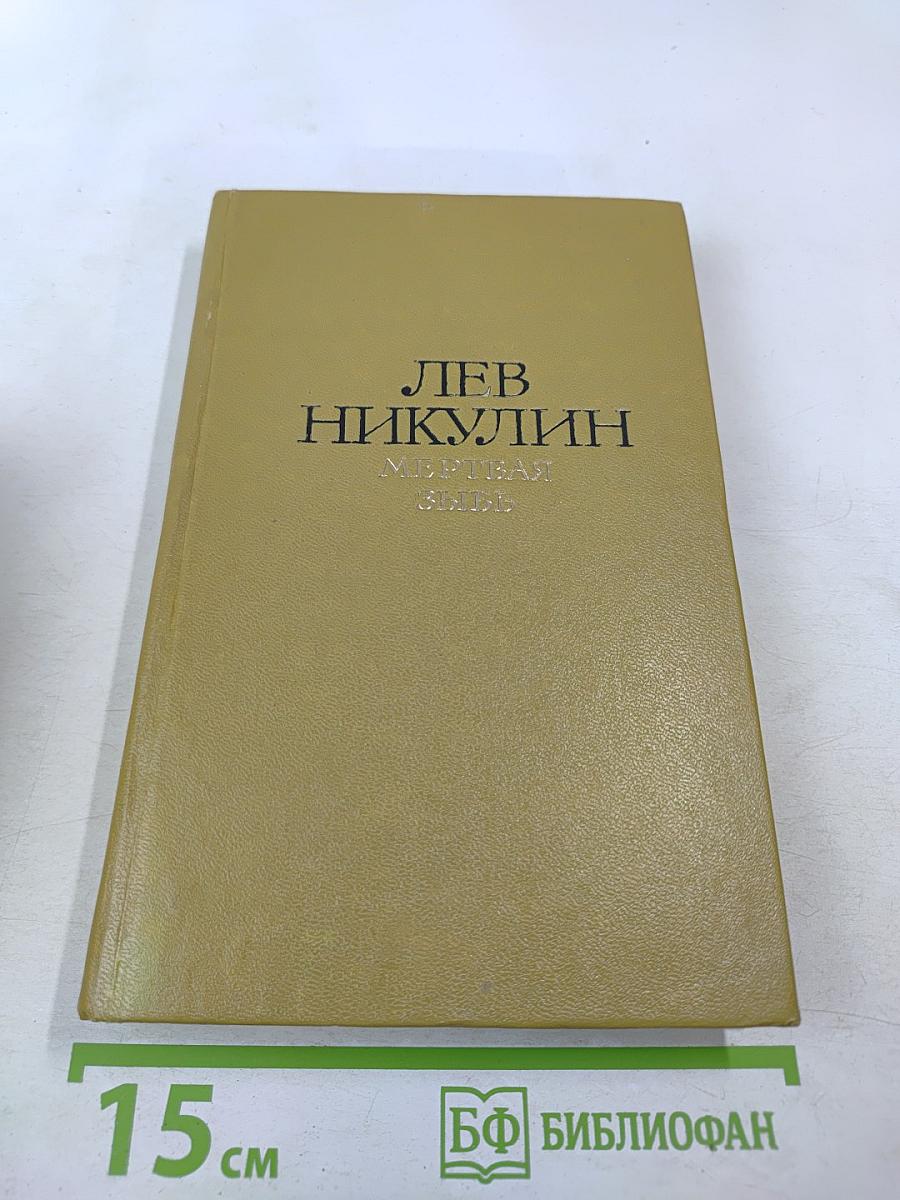 ЛЕВ
НИКУЛИН
МЕРТВАЯ
ЗЫБЬ
15 см
БФ БИБЛИОФАН